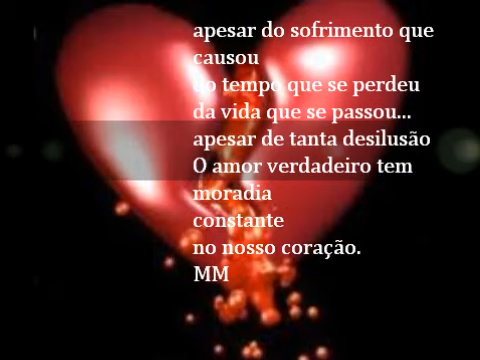 apesar do sofrimento que
causou
do tempo que se perdeu
da vida que se passou...
apesar de tanta desilusão
O amor verdadeiro tem
moradia
constante
no nosso coração.
MM